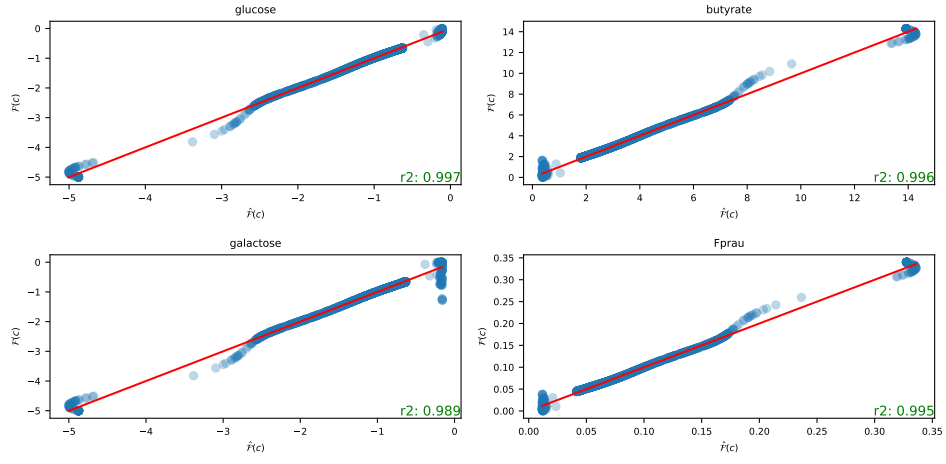 glucose
0
−1
−2
−3
−4
−5
ℱ(c)
r2: 0.997
−5 −4 −3 −2 −1 0
ℱ̂(c)
butyrate
14
12
10
8
6
4
2
0
ℱ(c)
r2: 0.996
0 2 4 6 8 10 12 14
ℱ̂(c)
galactose
0
−1
−2
−3
−4
−5
ℱ(c)
r2: 0.989
−5 −4 −3 −2 −1 0
ℱ̂(c)
Fprau
0.35
0.30
0.25
0.20
0.15
0.10
0.05
0.00
ℱ(c)
r2: 0.995
0.00 0.05 0.10 0.15 0.20 0.25 0.30 0.35
ℱ̂(c)